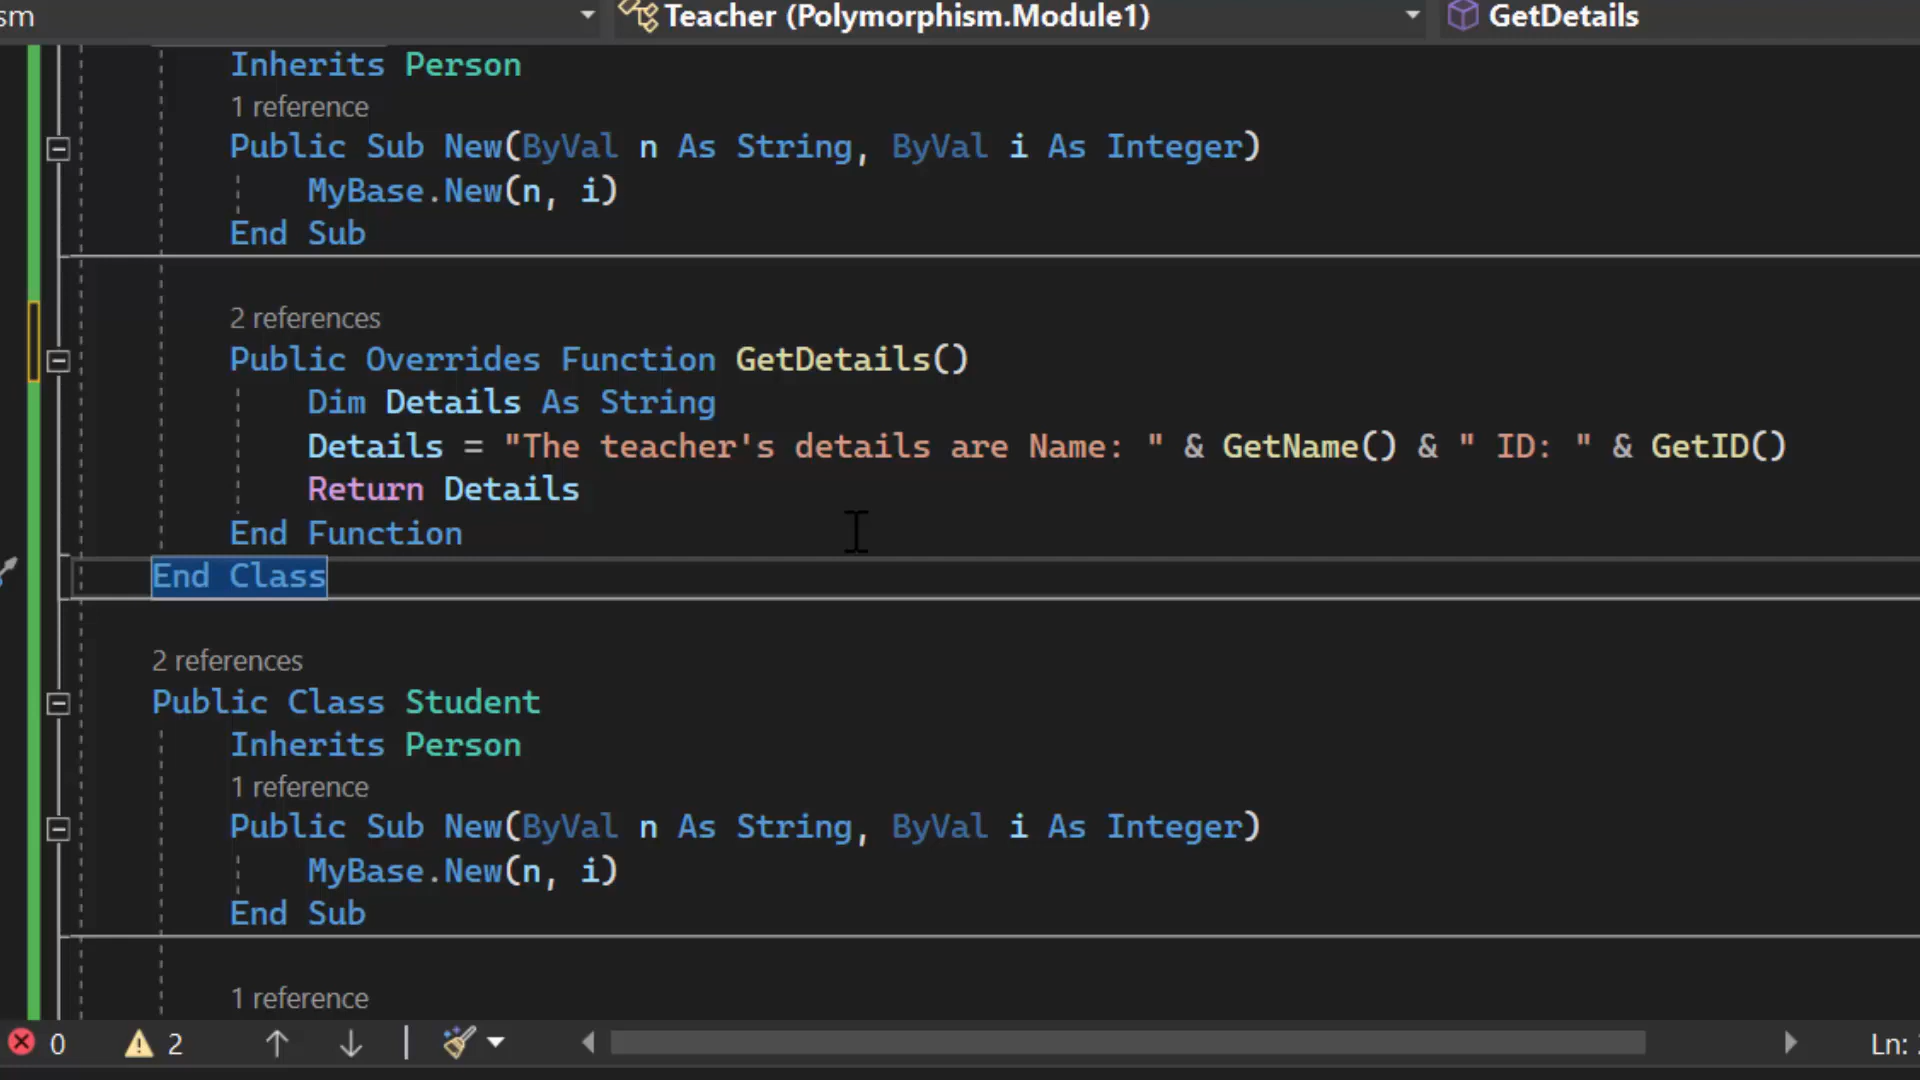 sm Teacher (Polymorphism.Module1) GetDetails
Inherits Person
1 reference
Public Sub New(ByVal n As String, ByVal i As Integer)
MyBase.New(n, i)
End Sub
2 references
Public Overrides Function GetDetails()
Dim Details As String
Details = "The teacher's details are Name: " & GetName() & " ID: " & GetID()
Return Details
End Function
End Class
2 references
Public Class Student
Inherits Person
1 reference
Public Sub New(ByVal n As String, ByVal i As Integer)
MyBase.New(n, i)
End Sub
1 reference
0 2 Ln: